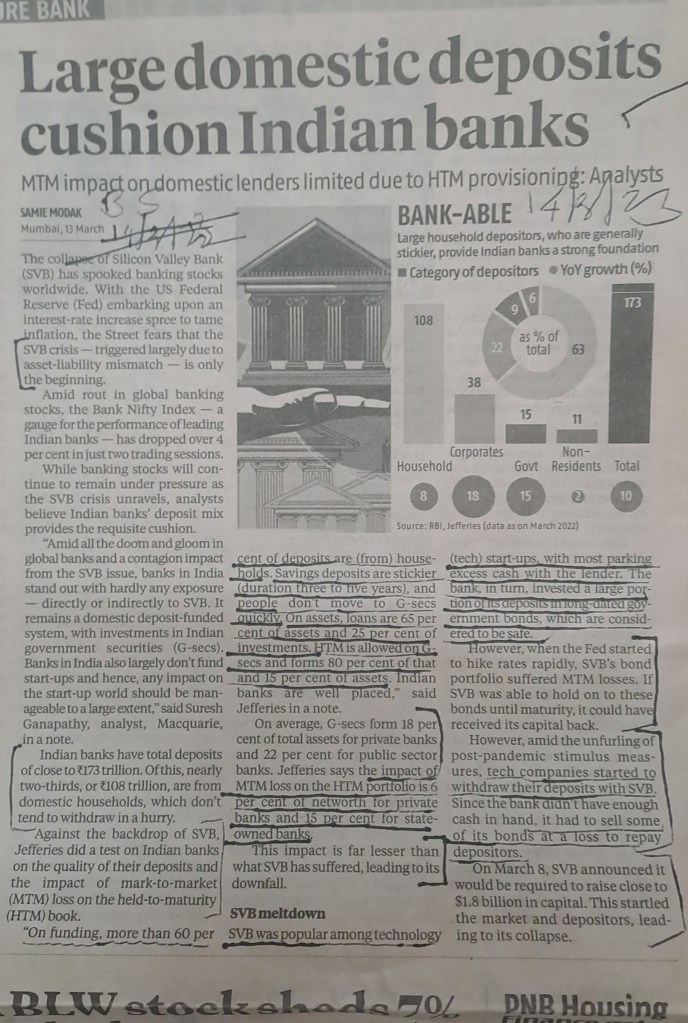 URE BANK
Large domestic deposits
cushion Indian banks
MTM impact on domestic lenders limited due to HTM provisioning: Analysts
BS
14/3/23
SAMIE MODAK
Mumbai, 13 March
The collapse of Silicon Valley Bank
(SVB) has spooked banking stocks
worldwide. With the US Federal
Reserve (Fed) embarking upon an
interest-rate increase spree to tame
inflation, the Street fears that the
SVB crisis — triggered largely due to
asset-liability mismatch — is only
the beginning.
Amid rout in global banking
stocks, the Bank Nifty Index — a
gauge for the performance of leading
Indian banks — has dropped over 4
per cent in just two trading sessions.
While banking stocks will con-
tinue to remain under pressure as
the SVB crisis unravels, analysts
believe Indian banks’ deposit mix
provides the requisite cushion.
“Amid all the doom and gloom in
global banks and a contagion impact
from the SVB issue, banks in India
stand out with hardly any exposure
— directly or indirectly to SVB. It
remains a domestic deposit-funded
system, with investments in Indian
government securities (G-secs).
Banks in India also largely don’t fund
start-ups and hence, any impact on
the start-up world should be man-
ageable to a large extent,” said Suresh
Ganapathy, analyst, Macquarie,
in a note.
Indian banks have total deposits
of close to ₹173 trillion. Of this, nearly
two-thirds, or ₹108 trillion, are from
domestic households, which don’t
tend to withdraw in a hurry.
Against the backdrop of SVB,
Jefferies did a test on Indian banks
on the quality of their deposits and
the impact of mark-to-market
(MTM) loss on the held-to-maturity
(HTM) book.
“On funding, more than 60 per
cent of deposits are (from) house-
holds. Savings deposits are stickier
(duration three to five years), and
people don’t move to G-secs
quickly. On assets, loans are 65 per
cent of assets and 25 per cent of
investments. HTM is allowed on G-
secs and forms 80 per cent of that
and 15 per cent of assets. Indian
banks are well placed,” said
Jefferies in a note.
On average, G-secs form 18 per
cent of total assets for private banks
and 22 per cent for public sector
banks. Jefferies says the impact of
MTM loss on the HTM portfolio is 6
per cent of networth for private
banks and 15 per cent for state-
owned banks.
This impact is far lesser than
what SVB has suffered, leading to its
downfall.
SVB meltdown
SVB was popular among technology
(tech) start-ups, with most parking
excess cash with the lender. The
bank, in turn, invested a large por-
tion of its deposits in long-dated gov-
ernment bonds, which are consid-
ered to be safe.
However, when the Fed started
to hike rates rapidly, SVB’s bond
portfolio suffered MTM losses. If
SVB was able to hold on to these
bonds until maturity, it could have
received its capital back.
However, amid the unfurling of
post-pandemic stimulus meas-
ures, tech companies started to
withdraw their deposits with SVB.
Since the bank didn’t have enough
cash in hand, it had to sell some
of its bonds at a loss to repay
depositors.
On March 8, SVB announced it
would be required to raise close to
$1.8 billion in capital. This startled
the market and depositors, lead-
ing to its collapse.
BANK-ABLE
Large household depositors, who are generally
stickier, provide Indian banks a strong foundation
Category of depositors YoY growth (%)
108
38
15
11
173
6
9
22
63
as % of
total
Household
Corporates
Govt
Non-
Residents
Total
8 18 15 2 10
Source: RBI, Jefferies (data as on March 2022)
BLW stock sheds 7%
PNB Housing